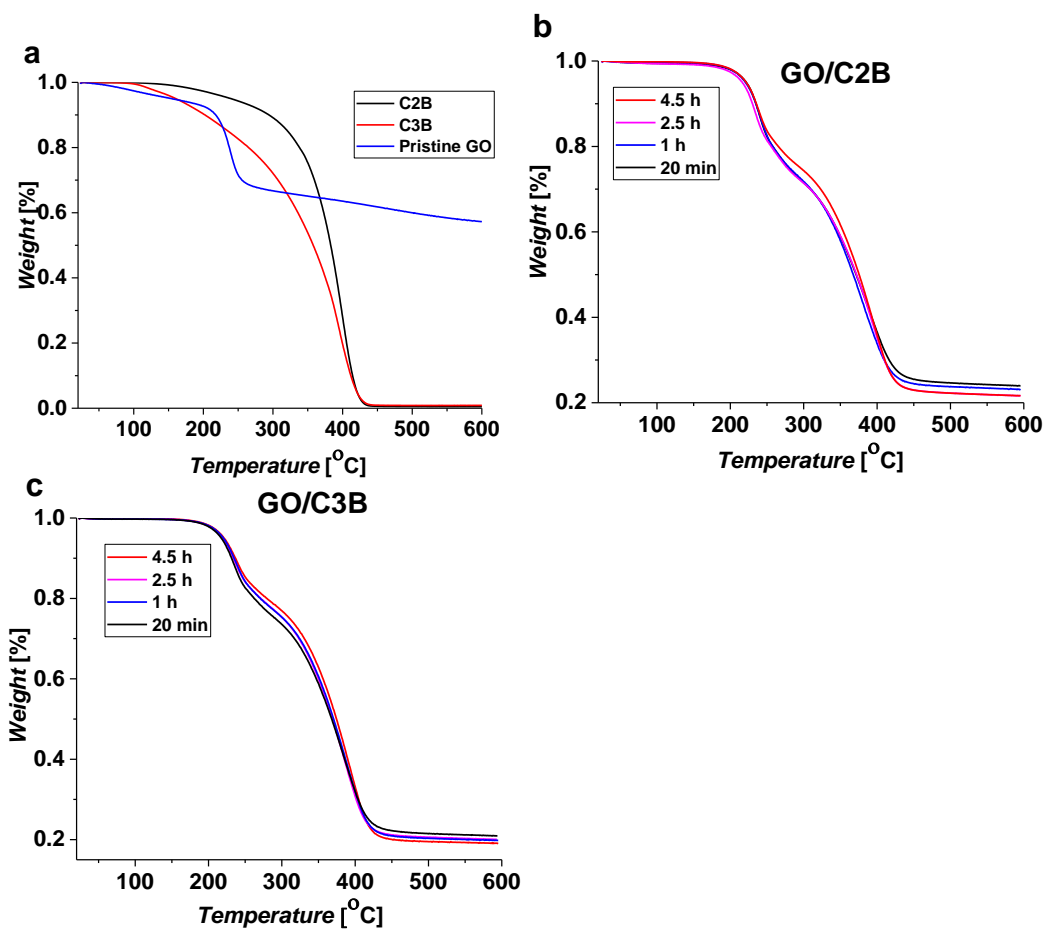 a
1.0
0.8
0.6
0.4
0.2
0.0
Weight [%]
C2B
C3B
Pristine GO
100 200 300 400 500 600
Temperature [°C]
b
GO/C2B
1.0
0.8
0.6
0.4
0.2
Weight [%]
4.5 h
2.5 h
1 h
20 min
100 200 300 400 500 600
Temperature [°C]
c
GO/C3B
1.0
0.8
0.6
0.4
0.2
Weight [%]
4.5 h
2.5 h
1 h
20 min
100 200 300 400 500 600
Temperature [°C]